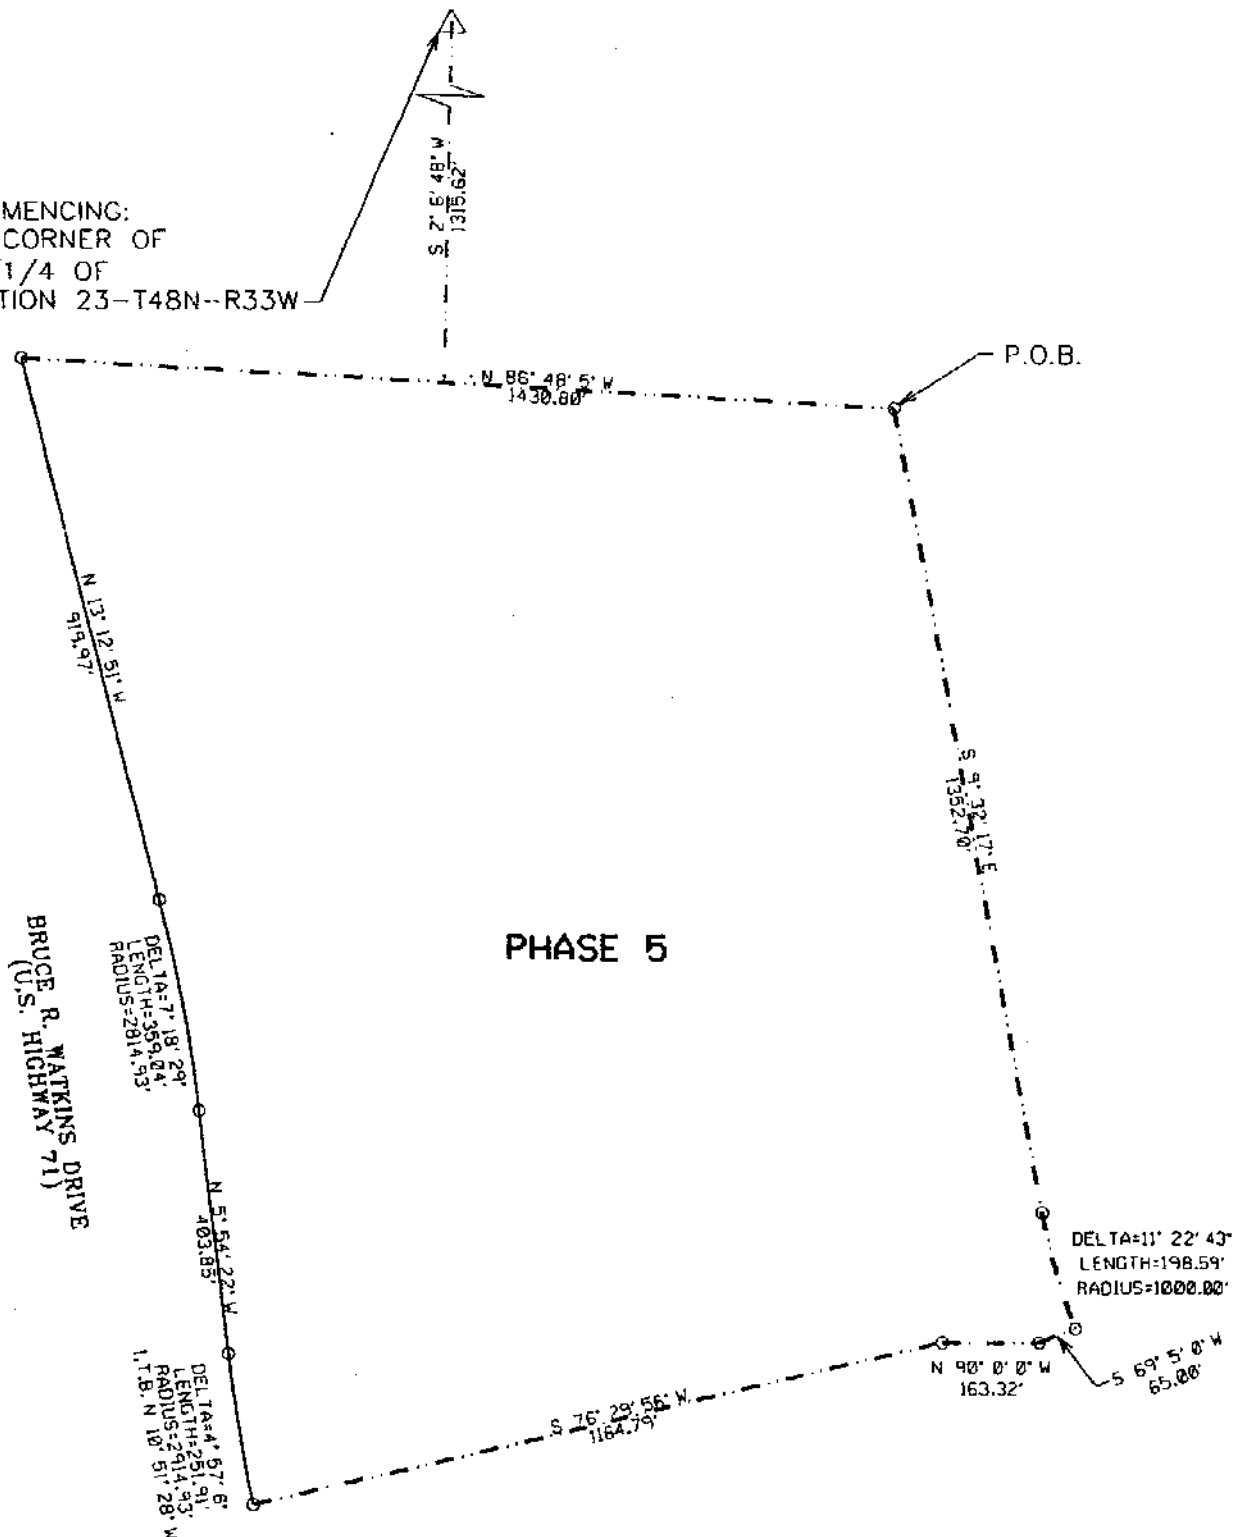 MENCING:
CORNER OF
1/4 OF
TION 23-T48N--R33W
S 2° 6' 48" W
1315.62'
P.O.B.
N 86° 48' 5" W
1430.80'
N 13° 12' 51" W
919.97'
S 9° 32' 17" E
1352.70'
PHASE 5
DELTA=7° 18' 29"
LENGTH=359.04'
RADIUS=2814.93'
BRUCE R. WATKINS DRIVE
(U.S. HIGHWAY 71)
N 5° 54' 22" W
403.85'
DELTA=11° 22' 43"
LENGTH=198.59'
RADIUS=1000.00'
N 90° 0' 0" W
163.32'
S 69° 5' 0" W
65.00'
S 76° 29' 56" W
1164.79'
DELTA=4° 57' 6"
LENGTH=251.91'
RADIUS=2914.93'
I.T.B. N 10° 51' 28" W